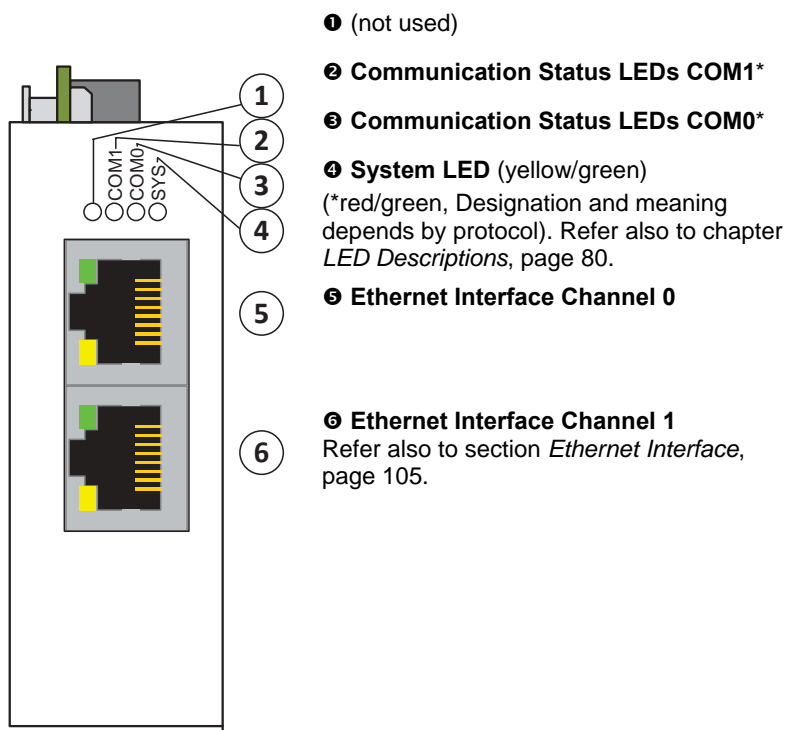 ❶ (not used)
❷ Communication Status LEDs COM1*
❸ Communication Status LEDs COM0*
❹ System LED (yellow/green)
(*red/green, Designation and meaning
depends by protocol). Refer also to chapter
LED Descriptions, page 80.
❺ Ethernet Interface Channel 0
❻ Ethernet Interface Channel 1
Refer also to section Ethernet Interface,
page 105.
1
2
3
4
5
6
COM1
COM0
SYS